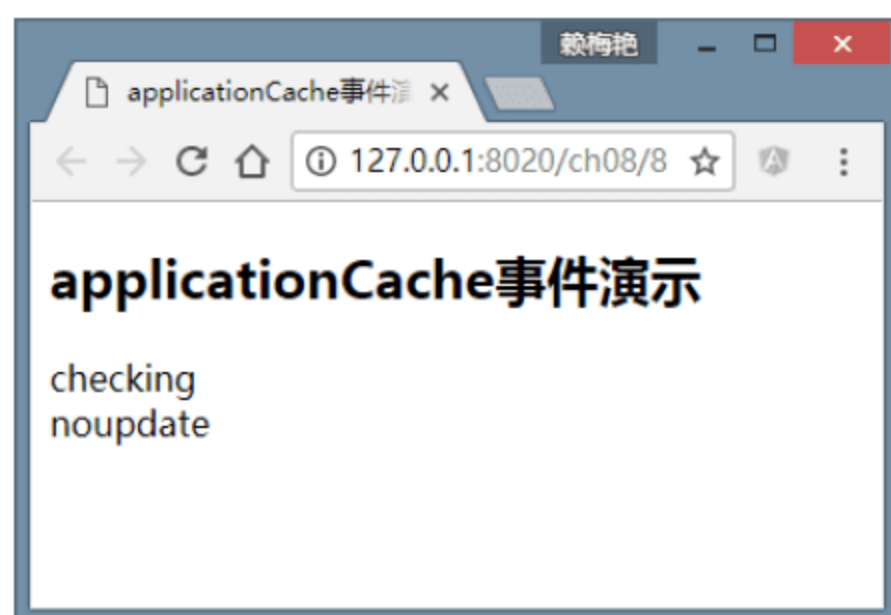 赖梅艳
applicationCache事件演
127.0.0.1:8020/ch08/8
applicationCache事件演示
checking
noupdate